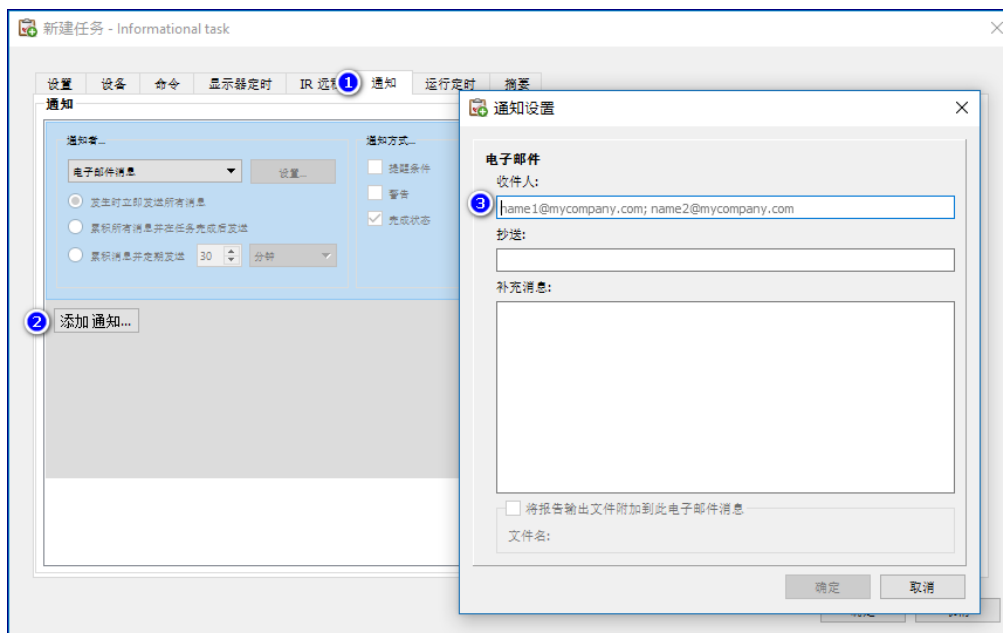 新建任务 - Informational task
设置 设备 命令 显示器定时 IR 远程 1 通知 运行定时 摘要
通知
通知者...
通知方式...
电子邮件消息 设置...
提醒条件
发生时立即发送所有消息
警告
累积所有消息并在任务完成后发送
完成状态
累积消息并定期发送 30 分钟
2 添加 通知...
通知设置
电子邮件
收件人:
3 name1@mycompany.com; name2@mycompany.com
抄送:
补充消息:
将报告输出文件附加到此电子邮件消息
文件名:
确定 取消